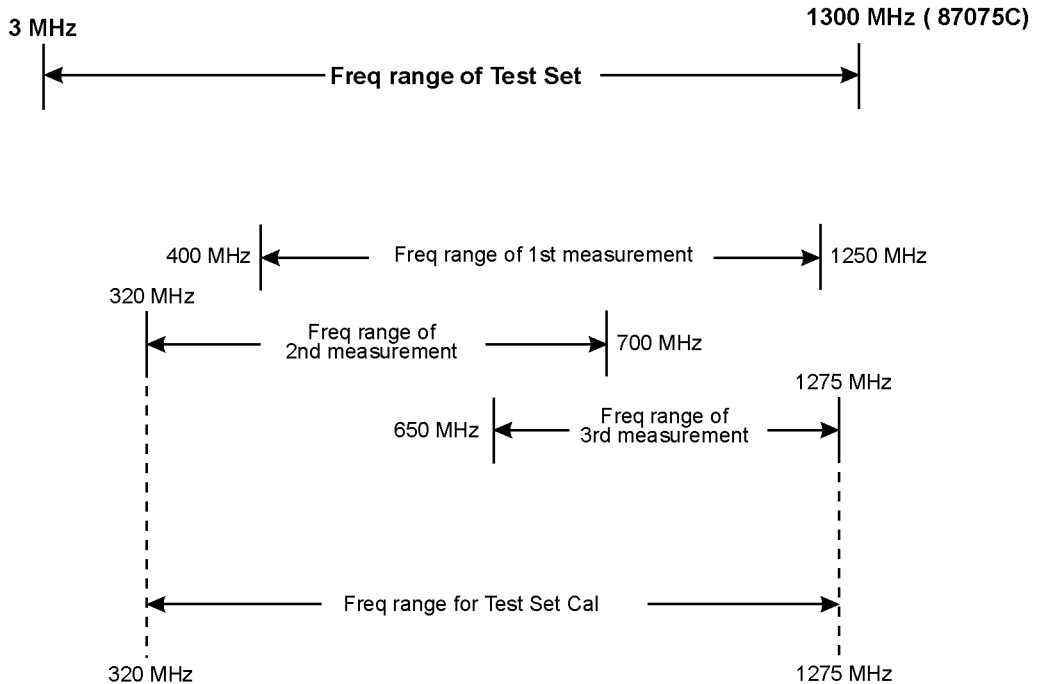 3 MHz
1300 MHz ( 87075C)
Freq range of Test Set
400 MHz
Freq range of 1st measurement
1250 MHz
320 MHz
Freq range of
2nd measurement
700 MHz
1275 MHz
650 MHz
Freq range of
3rd measurement
Freq range for Test Set Cal
320 MHz
1275 MHz